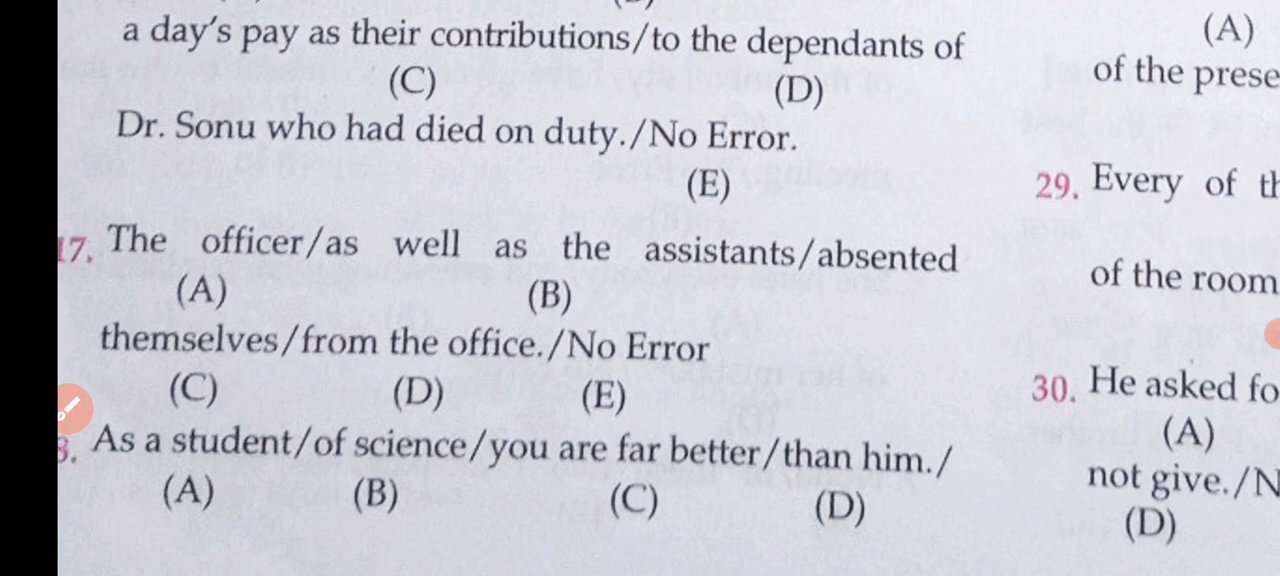 a day's pay as their contributions/to the dependants of
(C) (D)
Dr. Sonu who had died on duty./No Error.
(E)
17. The officer/as well as the assistants/absented
(A) (B)
themselves/from the office./No Error
(C) (D) (E)
8. As a student/of science/you are far better/than him./
(A) (B) (C) (D)
(A)
of the prese
29. Every of th
of the room
30. He asked fo
(A)
not give./N
(D)